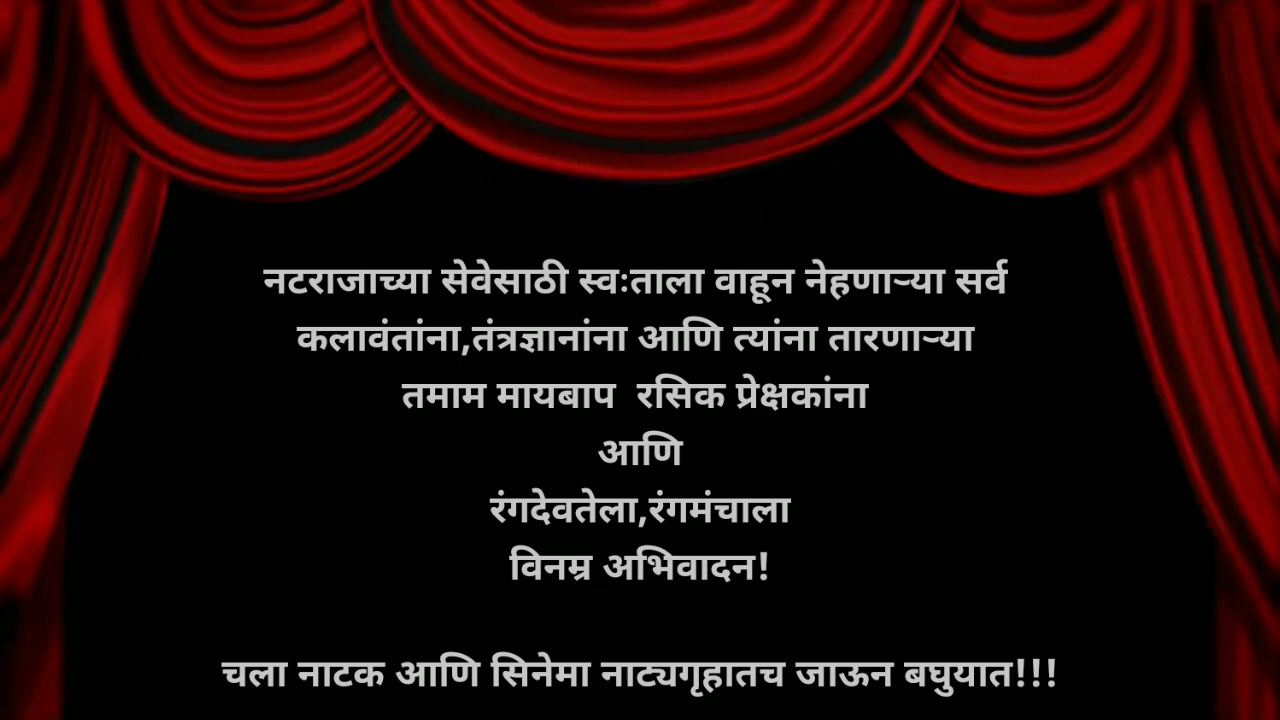 नटराजाच्या सेवेसाठी स्वःताला वाहून नेहणाऱ्या सर्व
कलावंतांना,तंत्रज्ञानांना आणि त्यांना तारणाऱ्या
तमाम मायबाप  रसिक प्रेक्षकांना
आणि
रंगदेवतेला,रंगमंचाला
विनम्र अभिवादन!
चला नाटक आणि सिनेमा नाट्यगृहातच जाऊन बघुयात!!!